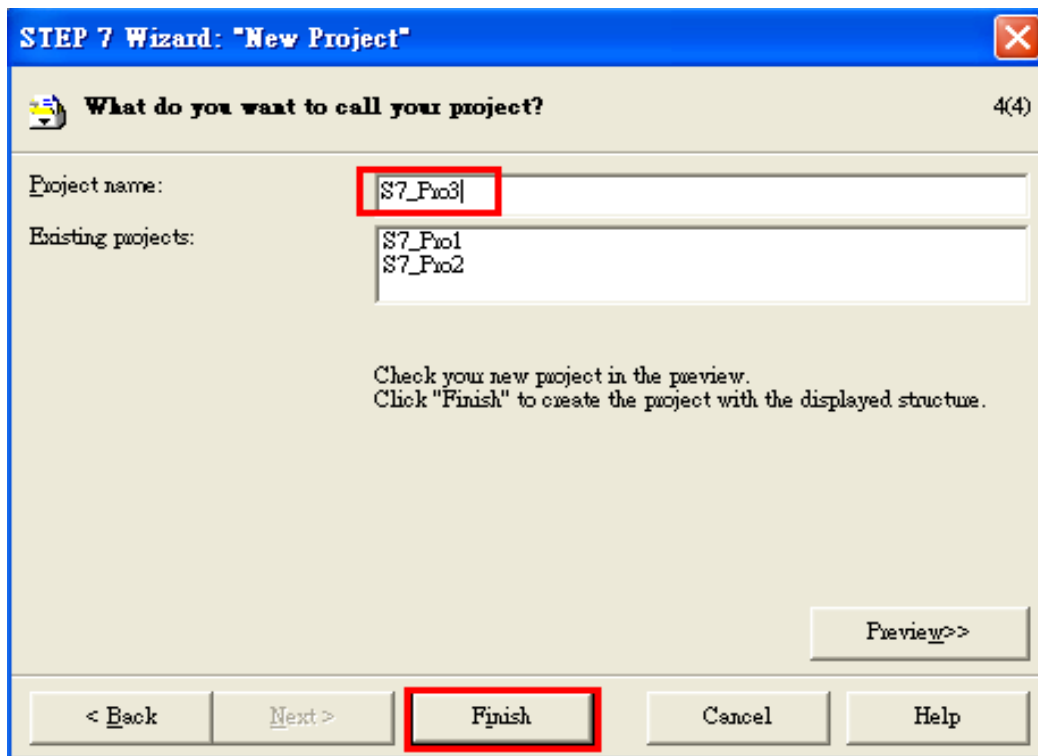 STEP 7 Wizard: "New Project"
What do you want to call your project?
4(4)
Project name:
S7_Pro3
Existing projects:
S7_Pro1
S7_Pro2
Check your new project in the preview.
Click "Finish" to create the project with the displayed structure.
Preview>>
< Back
Next >
Finish
Cancel
Help